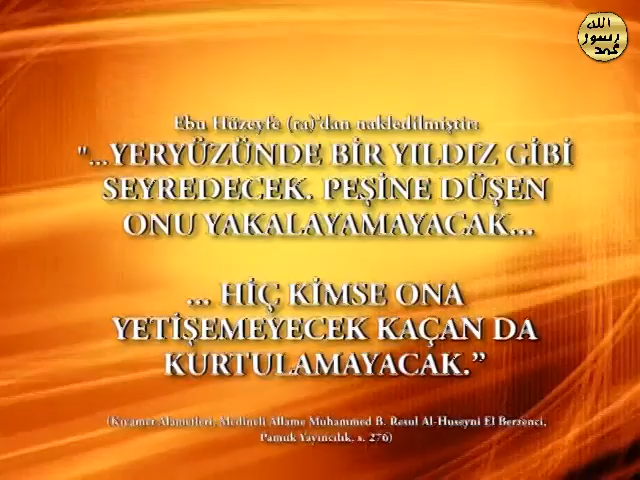 الله
رسول
محمد
Ebu Hüzeyfe (ra)'dan nakledilmiştir:
"...YERYÜZÜNDE BİR YILDIZ GİBİ
SEYREDECEK. PEŞİNE DÜŞEN
ONU YAKALAYAMAYACAK...
... HİÇ KİMSE ONA
YETİŞEMEYECEK KAÇAN DA
KURTULAMAYACAK.”
(Kıyamet Alametleri, Medineli Allame Muhammed B. Resul Al-Huseyni El Berzenci,
Pamuk Yayıncılık, s. 276)